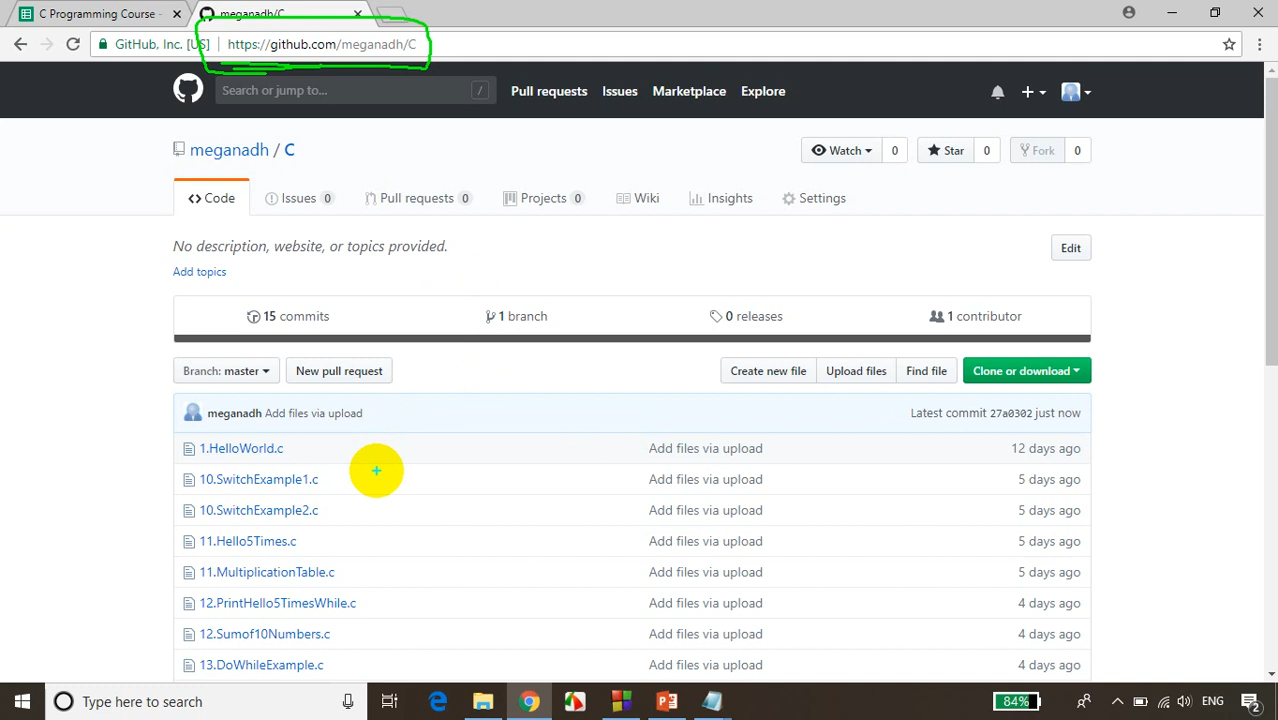 C Programming Course -
meganadh/C
GitHub, Inc. [US] https://github.com/meganadh/C
Search or jump to... /
Pull requests Issues Marketplace Explore
meganadh / C
Watch 0 Star 0 Fork 0
Code Issues 0 Pull requests 0 Projects 0 Wiki Insights Settings
No description, website, or topics provided.
Edit
Add topics
15 commits 1 branch 0 releases 1 contributor
Branch: master New pull request Create new file Upload files Find file Clone or download
meganadh Add files via upload Latest commit 27a0302 just now
1.HelloWorld.c Add files via upload 12 days ago
10.SwitchExample1.c Add files via upload 5 days ago
10.SwitchExample2.c Add files via upload 5 days ago
11.Hello5Times.c Add files via upload 5 days ago
11.MultiplicationTable.c Add files via upload 5 days ago
12.PrintHello5TimesWhile.c Add files via upload 4 days ago
12.Sumof10Numbers.c Add files via upload 4 days ago
13.DoWhileExample.c Add files via upload 4 days ago
Type here to search 84% ENG 2